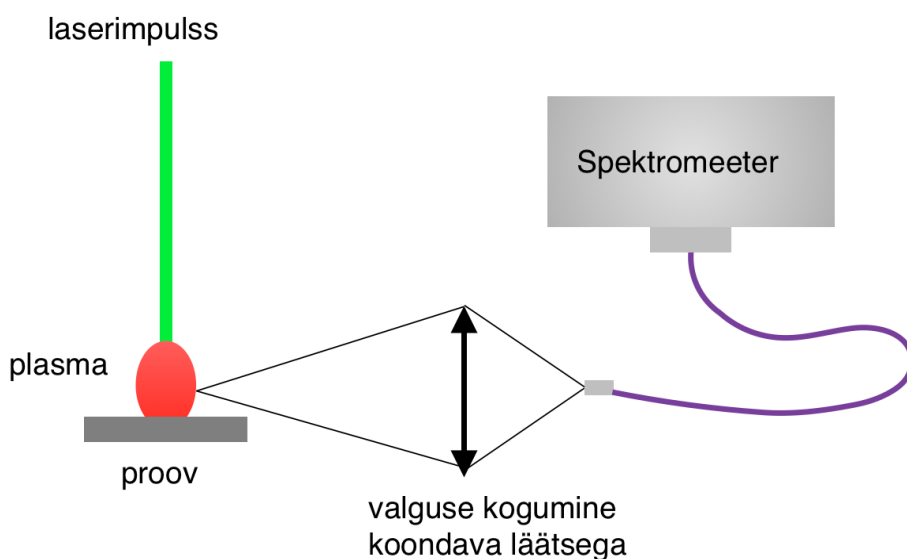 laserimpulss
Spektromeeter
plasma
proov
valguse kogumine
koondava läätsega